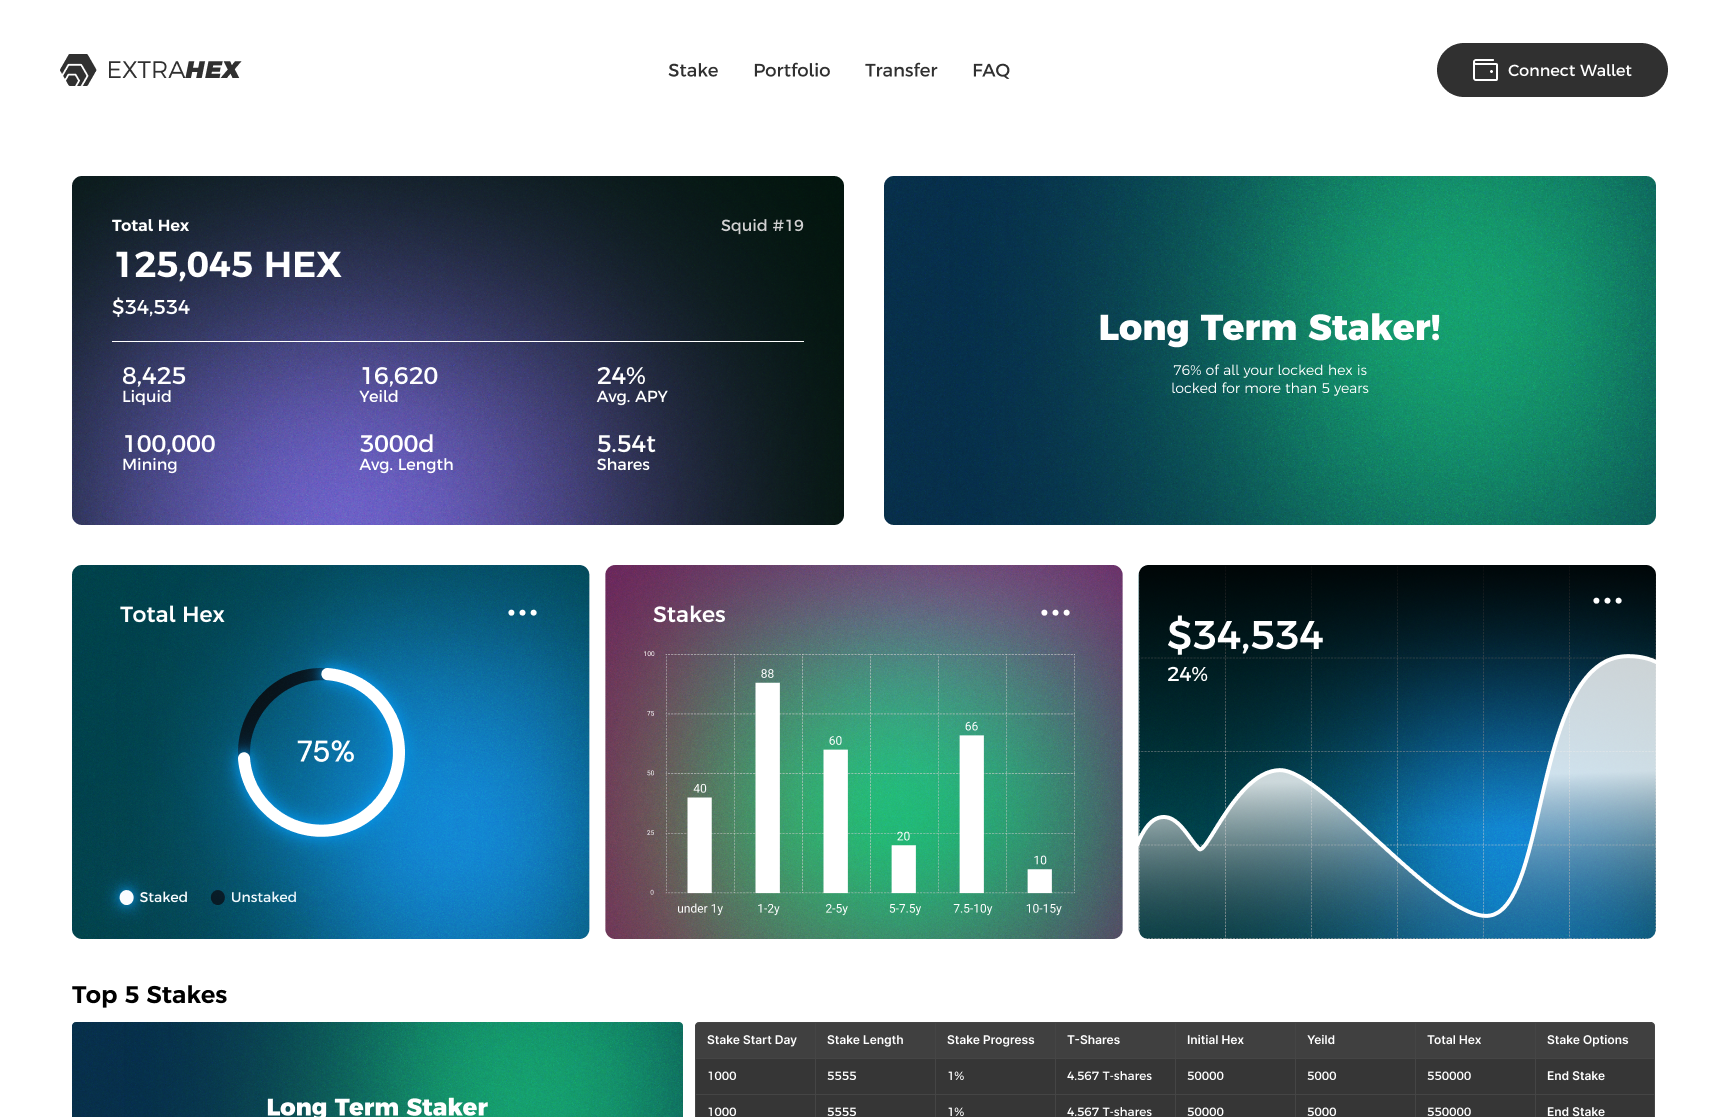 EXTRAHEX
Stake Portfolio Transfer FAQ
Connect Wallet
Total Hex
Squid #19
125,045 HEX
$34,534
8,425
Liquid
16,620
Yeild
24%
Avg. APY
100,000
Mining
3000d
Avg. Length
5.54t
Shares
Long Term Staker!
76% of all your locked hex is
locked for more than 5 years
Total Hex
75%
Staked
Unstaked
Stakes
100
75
50
25
0
40
88
60
20
66
10
under 1y
1-2y
2-5y
5-7.5y
7.5-10y
10-15y
$34,534
24%
Top 5 Stakes
Long Term Staker
Stake Start Day Stake Length Stake Progress T-Shares Initial Hex Yeild Total Hex Stake Options
1000 5555 1% 4.567 T-shares 50000 5000 550000 End Stake
1000 5555 1% 4.567 T-shares 50000 5000 550000 End Stake